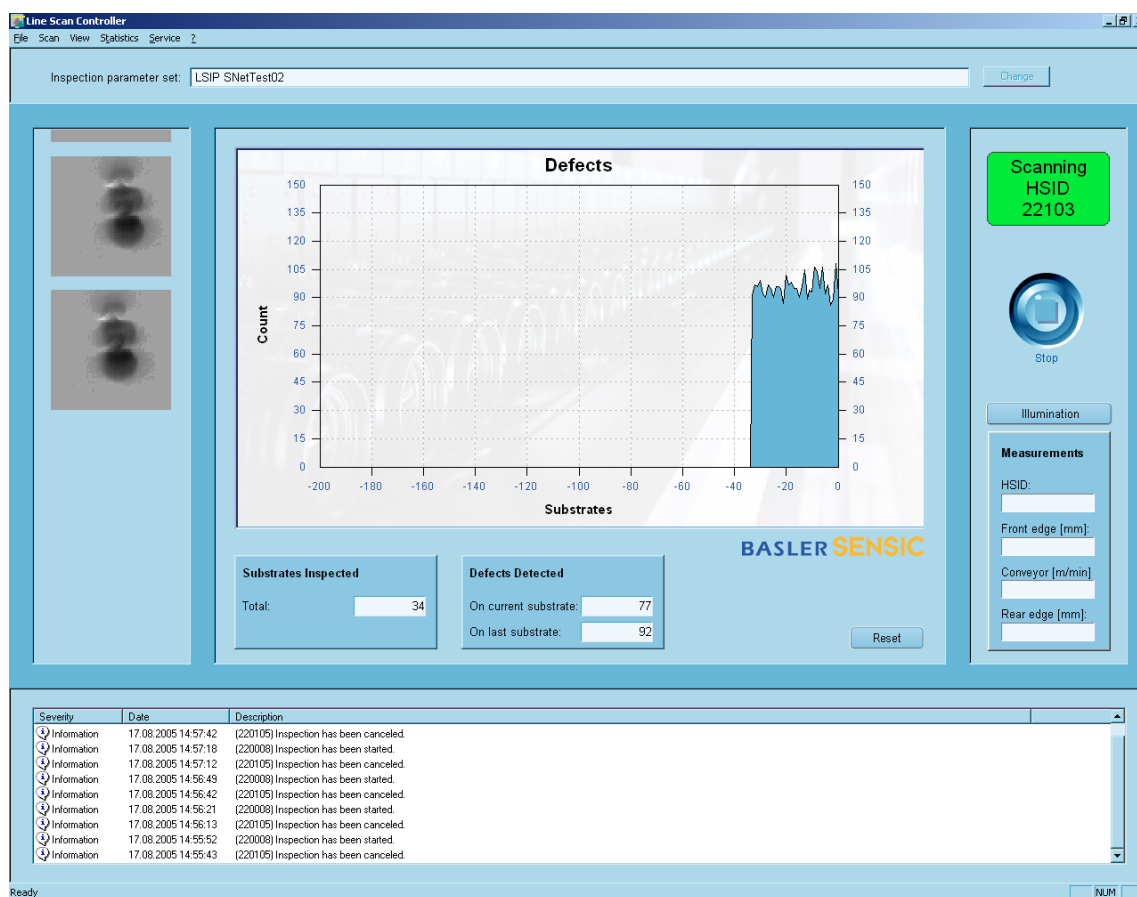 Line Scan Controller
File Scan View Statistics Service ?
Inspection parameter set: LSIP SNetTest02 Change
Defects
150 150
135 135
120 120
105 105
90 90
75 75
60 60
45 45
30 30
15 15
0 0
-200 -180 -160 -140 -120 -100 -80 -60 -40 -20 0
Count
Substrates
BASLER SENSIC
Substrates Inspected
Total: 34
Defects Detected
On current substrate: 77
On last substrate: 92
Reset
Scanning
HSID
22103
Stop
Illumination
Measurements
HSID:
Front edge [mm]:
Conveyor [m/min]
Rear edge [mm]:
Severity Date Description
Information 17.08.2005 14:57:42 (220105) Inspection has been canceled.
Information 17.08.2005 14:57:18 (220008) Inspection has been started.
Information 17.08.2005 14:57:12 (220105) Inspection has been canceled.
Information 17.08.2005 14:56:49 (220008) Inspection has been started.
Information 17.08.2005 14:56:42 (220105) Inspection has been canceled.
Information 17.08.2005 14:56:21 (220008) Inspection has been started.
Information 17.08.2005 14:56:13 (220105) Inspection has been canceled.
Information 17.08.2005 14:55:52 (220008) Inspection has been started.
Information 17.08.2005 14:55:43 (220105) Inspection has been canceled.
Ready NUM